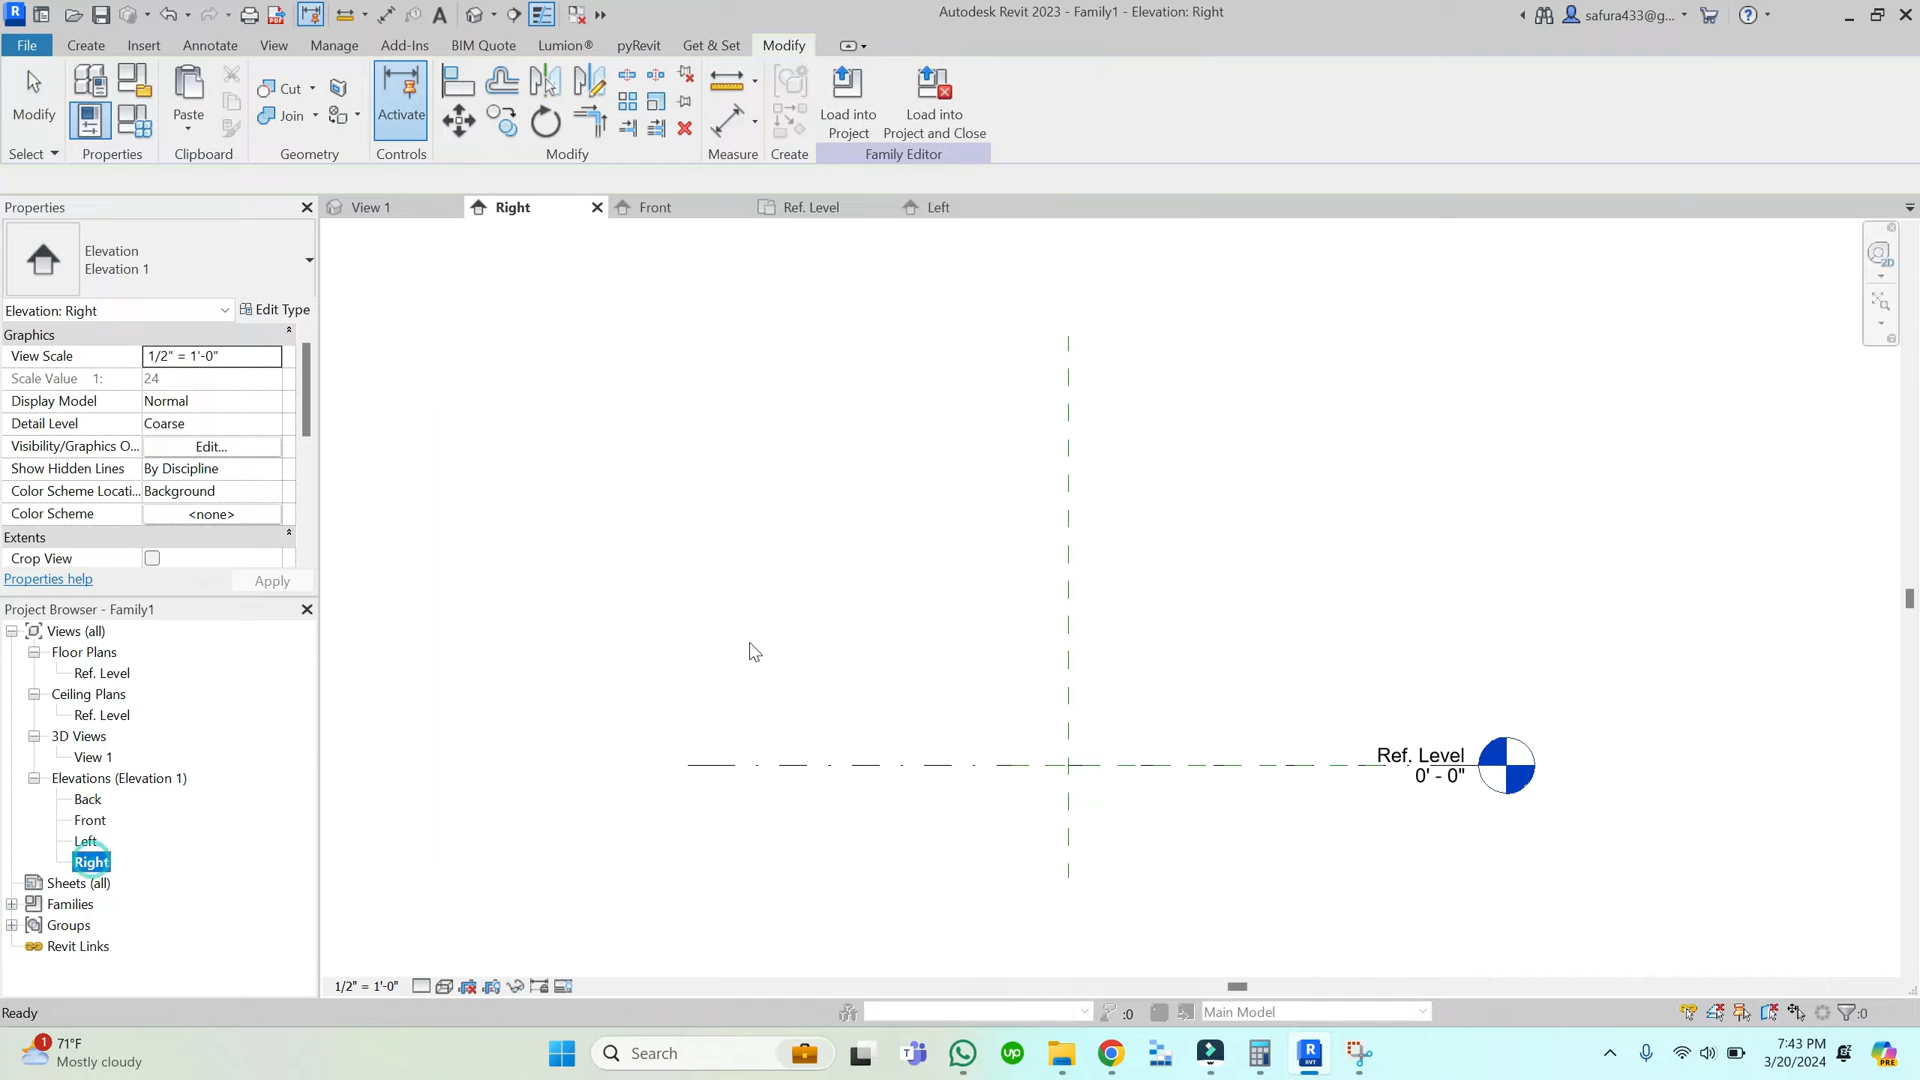 Autodesk Revit 2023 - Family1 - Elevation: Right
safura433@g...
File Create Insert Annotate View Manage Add-Ins BIM Quote Lumion® pyRevit Get & Set Modify
Modify
Paste
Cut
Join
Activate
Load into
Project
Load into
Project and Close
Select Properties Clipboard Geometry Controls Modify Measure Create Family Editor
Properties
View 1 Right Front Ref. Level Left
Elevation
Elevation 1
Elevation: Right Edit Type
Graphics
View Scale 1/2" = 1'-0"
Scale Value 1: 24
Display Model Normal
Detail Level Coarse
Visibility/Graphics O... Edit...
Show Hidden Lines By Discipline
Color Scheme Locati... Background
Color Scheme <none>
Extents
Crop View
Properties help Apply
Project Browser - Family1
Views (all)
Floor Plans
Ref. Level
Ceiling Plans
Ref. Level
3D Views
View 1
Elevations (Elevation 1)
Back
Front
Left
Right
Sheets (all)
Families
Groups
Revit Links
Ref. Level
0' - 0"
2D
1/2" = 1'-0"
Ready
:0
Main Model
:0
1
71°F
Mostly cloudy
Search
up
RVT
7:43 PM
3/20/2024
PRE